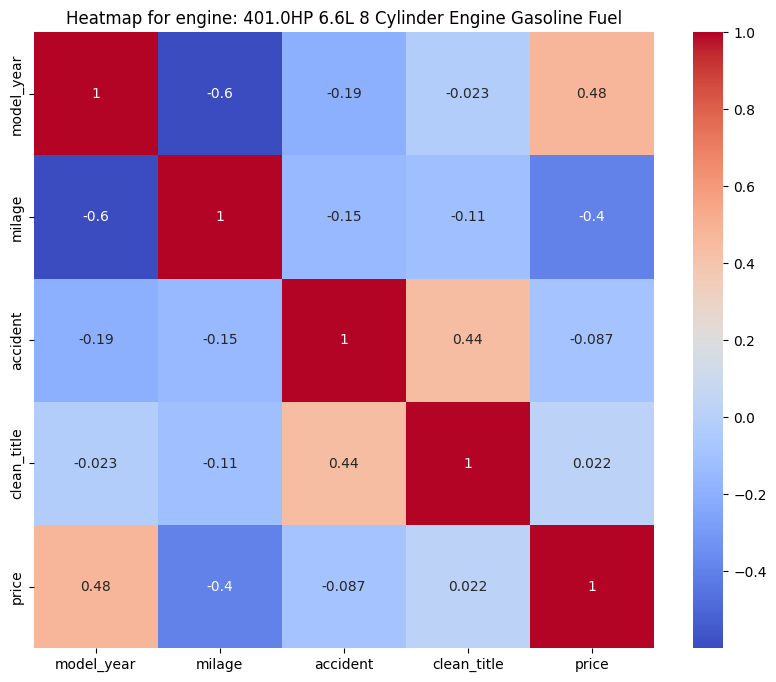 Heatmap for engine: 401.0HP 6.6L 8 Cylinder Engine Gasoline Fuel
model_year 1 -0.6 -0.19 -0.023 0.48
milage -0.6 1 -0.15 -0.11 -0.4
accident -0.19 -0.15 1 0.44 -0.087
clean_title -0.023 -0.11 0.44 1 0.022
price 0.48 -0.4 -0.087 0.022 1
model_year milage accident clean_title price
1.0
0.8
0.6
0.4
0.2
0.0
−0.2
−0.4